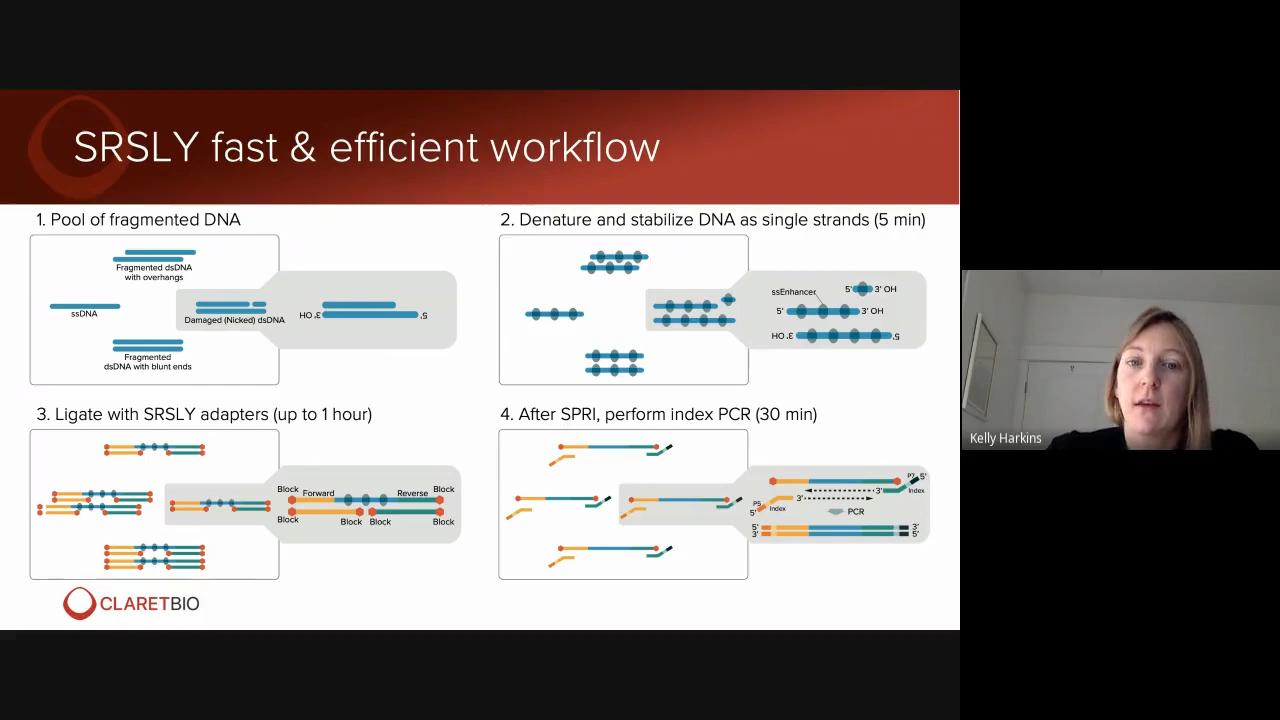 SRSLY fast & efficient workflow
1. Pool of fragmented DNA
Fragmented dsDNA
with overhangs
ssDNA
Damaged (Nicked) dsDNA
Fragmented
dsDNA with blunt ends
HO 3'
5'
2. Denature and stabilize DNA as single strands (5 min)
ssEnhancer
5' 3' OH
5' 3' OH
HO 3' 5'
3. Ligate with SRSLY adapters (up to 1 hour)
Block
Forward
Reverse
Block
Block
Block
Block
Block
4. After SPRI, perform index PCR (30 min)
P7
5'
Index
3'
3'
P5
Index
5'
PCR
5' 3'
3' 5'
CLARETBIO
Kelly Harkins